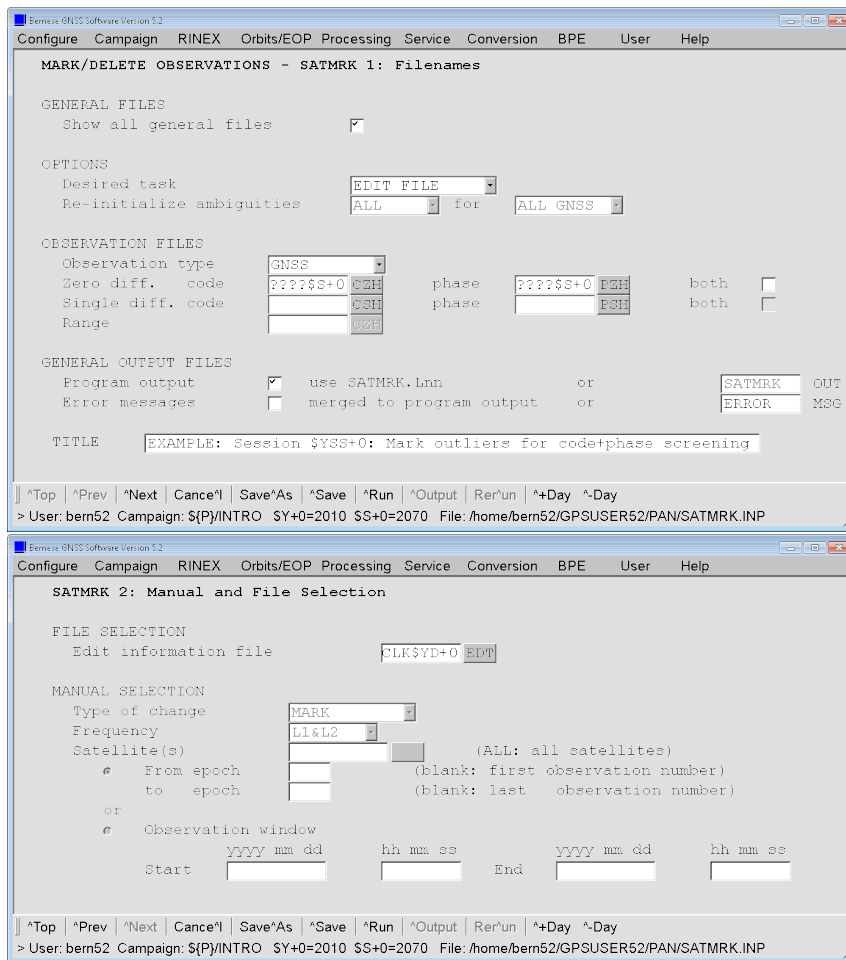 Bernese GNSS Software Version 5.2
Configure Campaign RINEX Orbits/EOP Processing Service Conversion BPE User Help
MARK/DELETE OBSERVATIONS - SATMRK 1: Filenames
GENERAL FILES
Show all general files
OPTIONS
Desired task EDIT FILE
Re-initialize ambiguities ALL for ALL GNSS
OBSERVATION FILES
Observation type GNSS
Zero diff. code ????$S+0 CZH phase ????$S+0 PZH both
Single diff. code CSH phase PSH both
Range CZH
GENERAL OUTPUT FILES
Program output use SATMRK.Lnn or SATMRK OUT
Error messages merged to program output or ERROR MSG
TITLE EXAMPLE: Session $YSS+0: Mark outliers for code+phase screening
^Top | ^Prev | ^Next | Cance^l | Save^As | ^Save | ^Run | ^Output | Rer^un | ^+Day ^-Day
> User: bern52 Campaign: ${P}/INTRO $Y+0=2010 $S+0=2070 File: /home/bern52/GPSUSER52/PAN/SATMRK.INP
Bernese GNSS Software Version 5.2
Configure Campaign RINEX Orbits/EOP Processing Service Conversion BPE User Help
SATMRK 2: Manual and File Selection
FILE SELECTION
Edit information file CLK$YD+0 EDT
MANUAL SELECTION
Type of change MARK
Frequency L1&L2
Satellite(s) (ALL: all satellites)
From epoch (blank: first observation number)
to epoch (blank: last observation number)
or
Observation window
yyyy mm dd hh mm ss yyyy mm dd hh mm ss
Start End
^Top | ^Prev | ^Next | Cance^l | Save^As | ^Save | ^Run | ^Output | Rer^un | ^+Day ^-Day
> User: bern52 Campaign: ${P}/INTRO $Y+0=2010 $S+0=2070 File: /home/bern52/GPSUSER52/PAN/SATMRK.INP